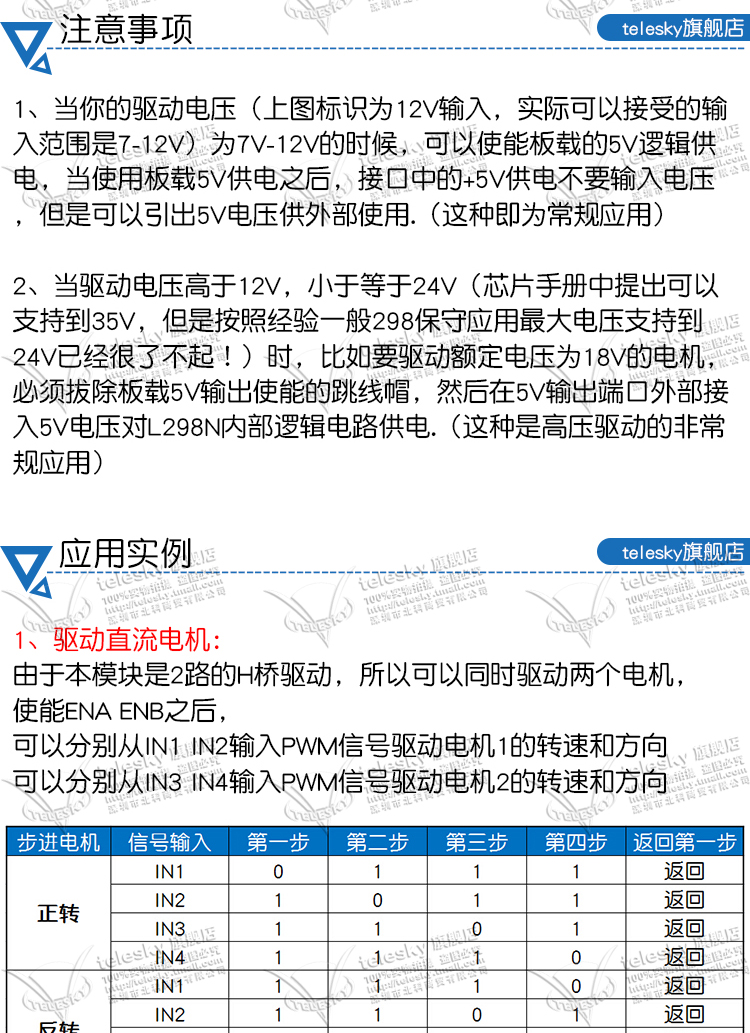 注意事项
telesky旗舰店
1、当你的驱动电压（上图标识为12V输入，实际可以接受的输
入范围是7-12V）为7V-12V的时候，可以使能板载的5V逻辑供
电，当使用板载5V供电之后，接口中的+5V供电不要输入电压
，但是可以引出5V电压供外部使用.（这种即为常规应用）
2、当驱动电压高于12V，小于等于24V（芯片手册中提出可以
支持到35V，但是按照经验一般298保守应用最大电压支持到
24V已经很了不起！）时，比如要驱动额定电压为18V的电机，
必须拔除板载5V输出使能的跳线帽，然后在5V输出端口外部接
入5V电压对L298N内部逻辑电路供电.（这种是高压驱动的非常
规应用）
应用实例
telesky旗舰店
1、驱动直流电机：
由于本模块是2路的H桥驱动，所以可以同时驱动两个电机，
使能ENA ENB之后，
可以分别从IN1 IN2输入PWM信号驱动电机1的转速和方向
可以分别从IN3 IN4输入PWM信号驱动电机2的转速和方向
步进电机 信号输入 第一步 第二步 第三步 第四步 返回第一步
正转
IN1 0 1 1 1 返回
IN2 1 0 1 1 返回
IN3 1 1 0 1 返回
IN4 1 1 1 0 返回
反转
IN1 1 1 1 0 返回
IN2 1 1 0 1 返回